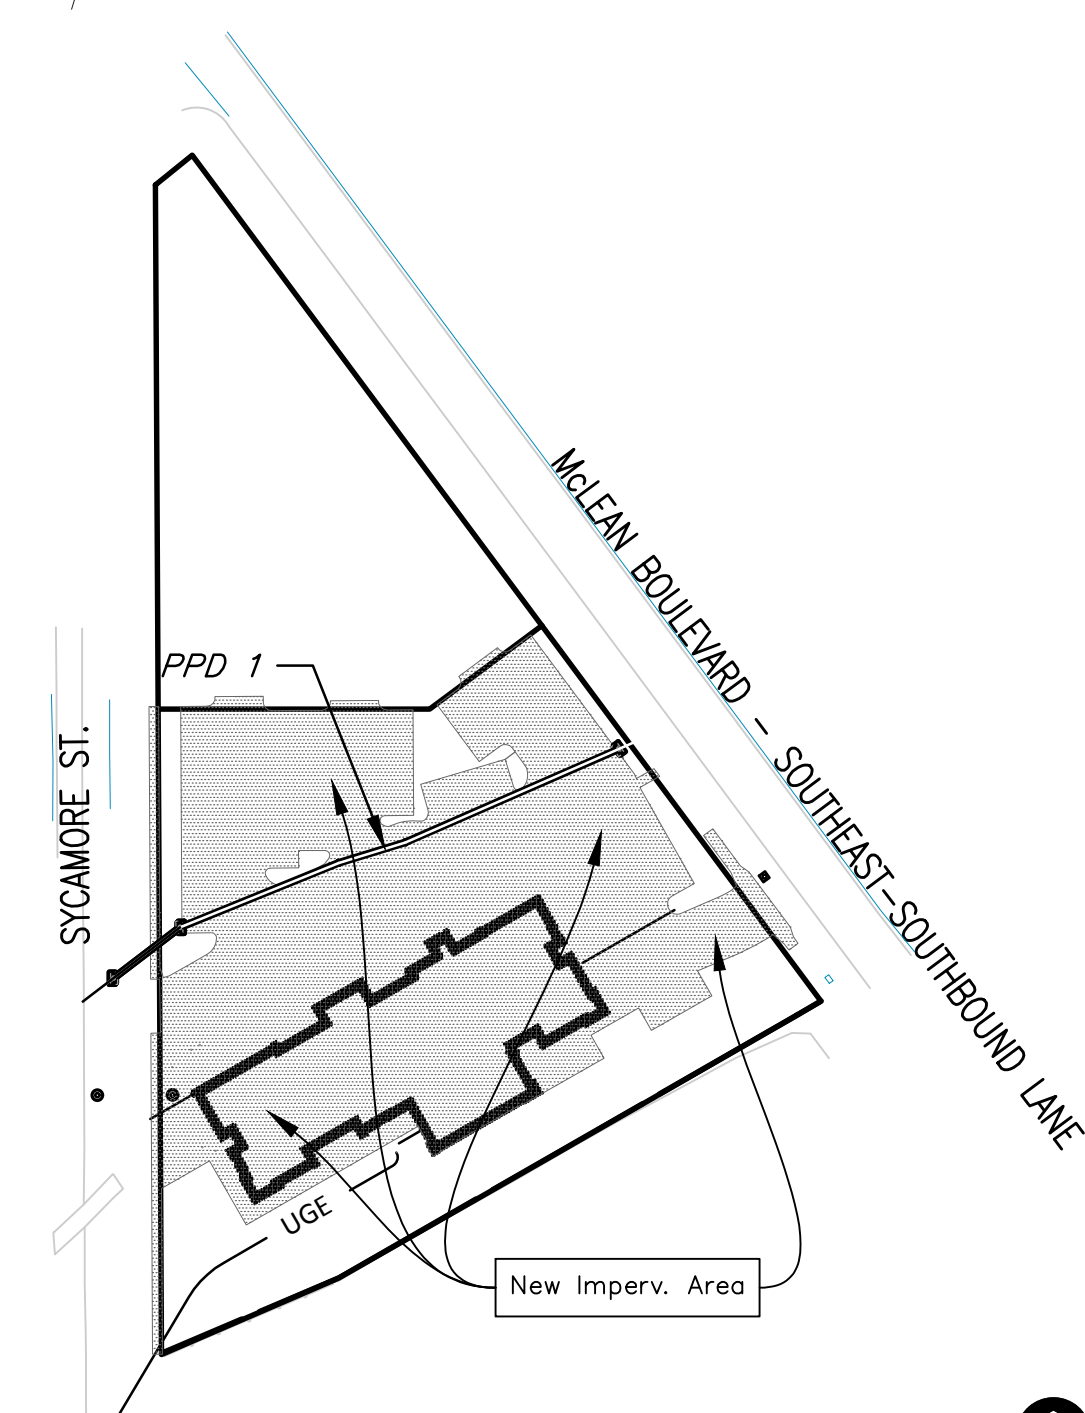 McLEAN BOULEVARD - SOUTHEAST-SOUTHBOUND LANE
PPD 1
SYCAMORE ST.
UGE
New Imperv. Area